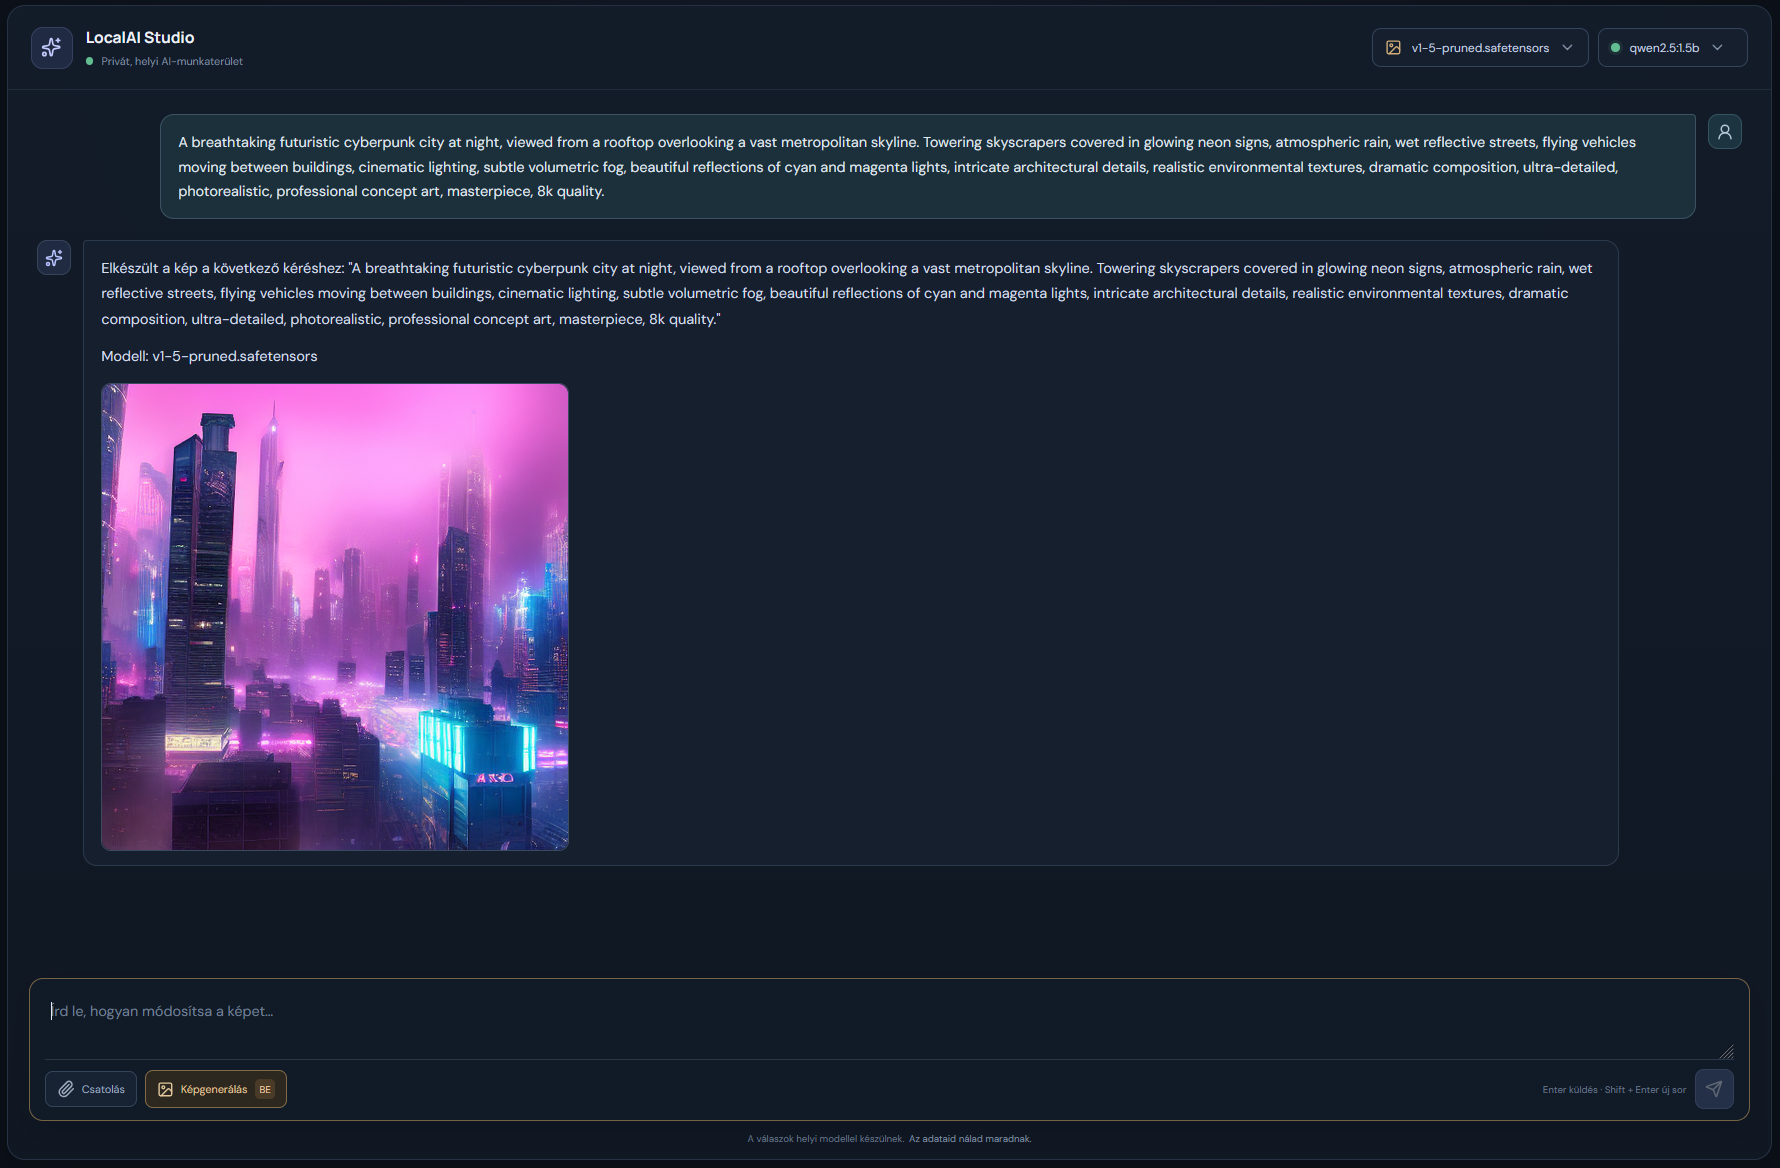 LocalAI Studio
Privát, helyi AI-munkaterület
v1-5-pruned.safetensors
qwen2.5:1.5b
A breathtaking futuristic cyberpunk city at night, viewed from a rooftop overlooking a vast metropolitan skyline. Towering skyscrapers covered in glowing neon signs, atmospheric rain, wet reflective streets, flying vehicles
moving between buildings, cinematic lighting, subtle volumetric fog, beautiful reflections of cyan and magenta lights, intricate architectural details, realistic environmental textures, dramatic composition, ultra-detailed,
photorealistic, professional concept art, masterpiece, 8k quality.
Elkészült a kép a következő kéréshez: "A breathtaking futuristic cyberpunk city at night, viewed from a rooftop overlooking a vast metropolitan skyline. Towering skyscrapers covered in glowing neon signs, atmospheric rain, wet
reflective streets, flying vehicles moving between buildings, cinematic lighting, subtle volumetric fog, beautiful reflections of cyan and magenta lights, intricate architectural details, realistic environmental textures, dramatic
composition, ultra-detailed, photorealistic, professional concept art, masterpiece, 8k quality."
Modell: v1-5-pruned.safetensors
Írd le, hogyan módosítsa a képet...
Csatolás
Képgenerálás BE
Enter küldés · Shift + Enter új sor
A válaszok helyi modellel készülnek. Az adataid nálad maradnak.